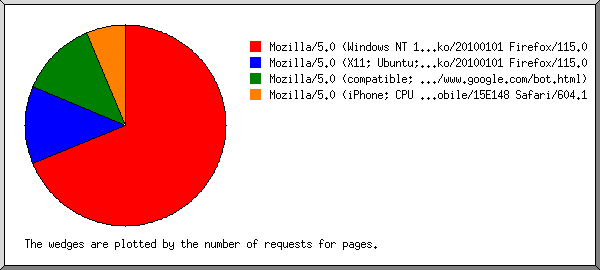 Mozilla/5.0 (Windows NT 1...ko/20100101 Firefox/115.0
Mozilla/5.0 (X11; Ubuntu;...ko/20100101 Firefox/115.0
Mozilla/5.0 (compatible; .../www.google.com/bot.html)
Mozilla/5.0 (iPhone; CPU ...obile/15E148 Safari/604.1
The wedges are plotted by the number of requests for pages.